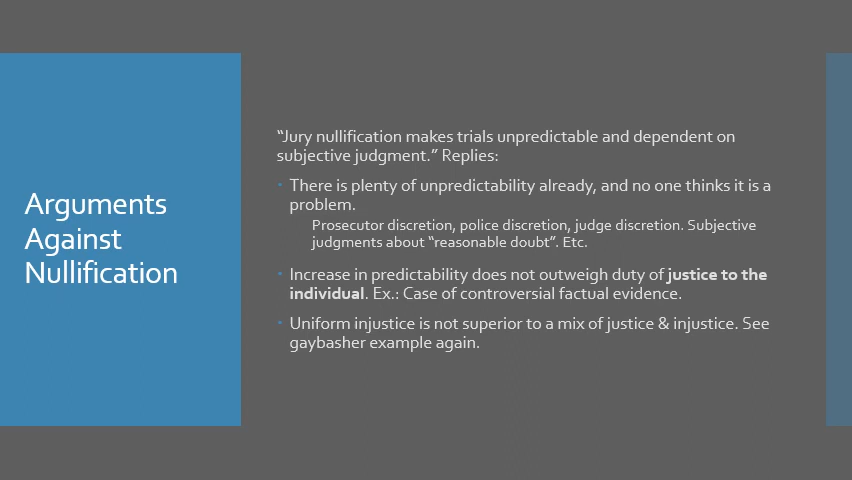 Arguments
Against
Nullification
“Jury nullification makes trials unpredictable and dependent on
subjective judgment.” Replies:
There is plenty of unpredictability already, and no one thinks it is a
problem.
Prosecutor discretion, police discretion, judge discretion. Subjective
judgments about “reasonable doubt”. Etc.
Increase in predictability does not outweigh duty of justice to the
individual. Ex.: Case of controversial factual evidence.
Uniform injustice is not superior to a mix of justice & injustice. See
gaybasher example again.